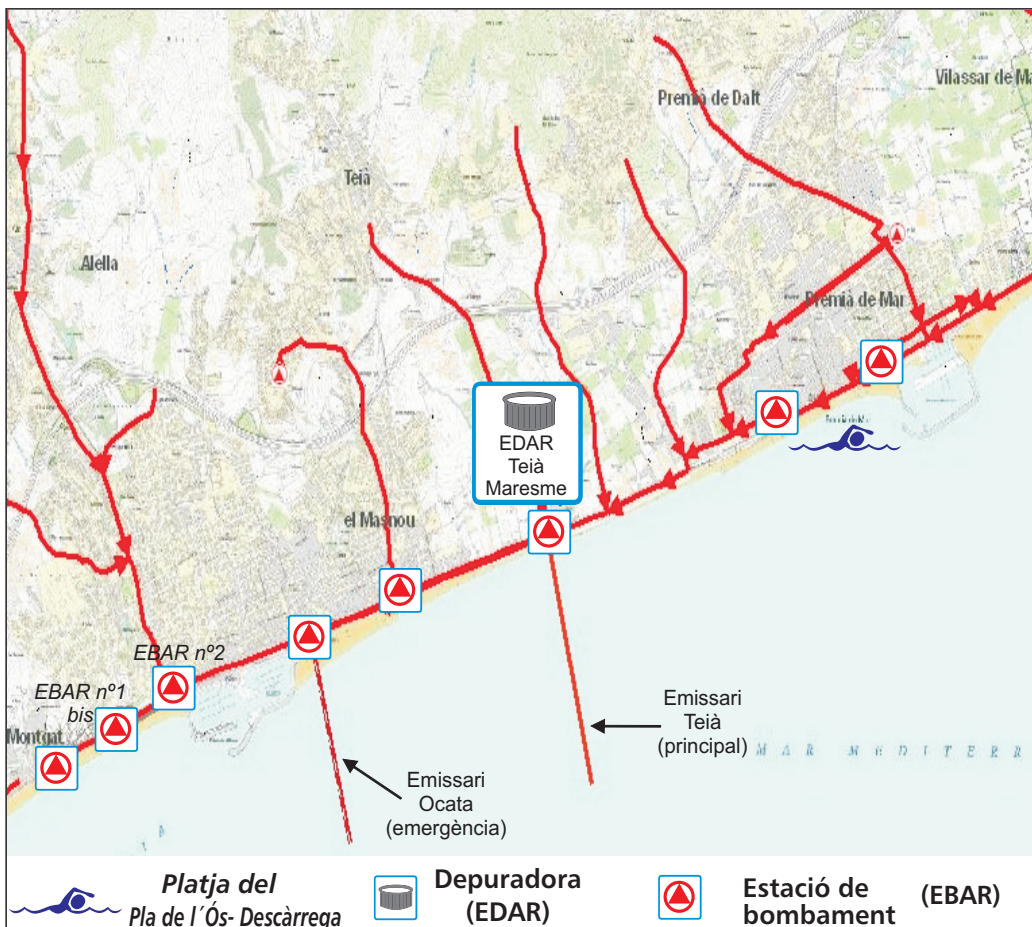 Vilassar de Ma
Premià de Dalt
Teià
Alella
Premià de Mar
EDAR
Teià
Maresme
el Masnou
EBAR nº2
EBAR nº1
bis
Montgat
Emissari
Teià
(principal)
MAR MEDITERR
Emissari
Ocata
(emergència)
Platja del
Pla de l´Ós- Descàrrega
Depuradora
(EDAR)
Estació de
bombament
(EBAR)